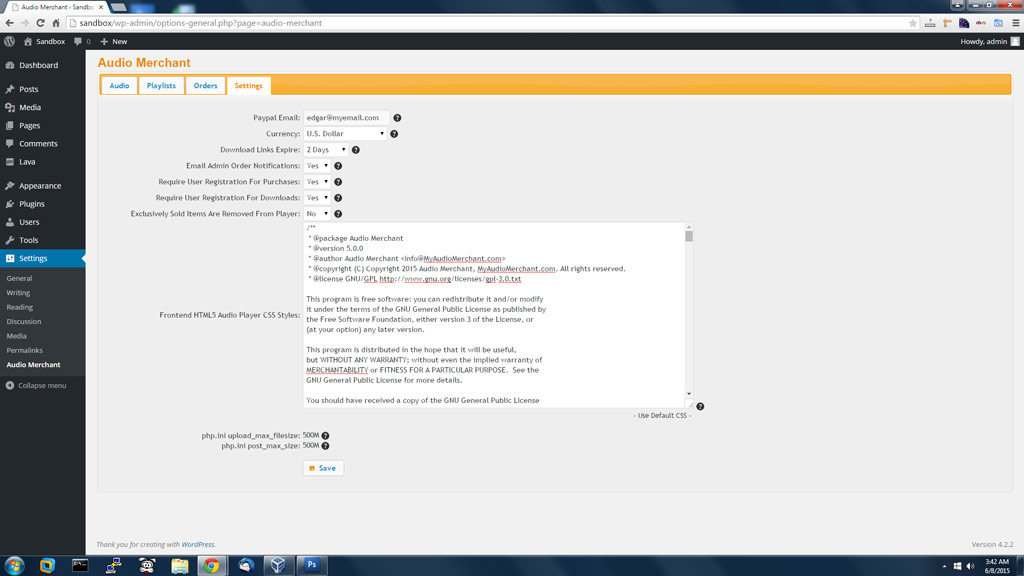 Audio Merchant ‹ Sandbo
sandbox/wp-admin/options-general.php?page=audio-merchant
Sandbox 0 New Howdy, admin
Dashboard
Posts
Media
Pages
Comments
Lava
Appearance
Plugins
Users
Tools
Settings
General
Writing
Reading
Discussion
Media
Permalinks
Audio Merchant
Collapse menu
Audio Merchant
Audio Playlists Orders Settings
Paypal Email: edgar@myemail.com
Currency: U.S. Dollar
Download Links Expire: 2 Days
Email Admin Order Notifications: Yes
Require User Registration For Purchases: Yes
Require User Registration For Downloads: Yes
Exclusively Sold Items Are Removed From Player: No
Frontend HTML5 Audio Player CSS Styles:
/**
* @package Audio Merchant
* @version 5.0.0
* @author Audio Merchant <info@MyAudioMerchant.com>
* @copyright (C) Copyright 2015 Audio Merchant, MyAudioMerchant.com. All rights reserved.
* @license GNU/GPL http://www.gnu.org/licenses/gpl-3.0.txt
This program is free software: you can redistribute it and/or modify
it under the terms of the GNU General Public License as published by
the Free Software Foundation, either version 3 of the License, or
(at your option) any later version.
This program is distributed in the hope that it will be useful,
but WITHOUT ANY WARRANTY; without even the implied warranty of
MERCHANTABILITY or FITNESS FOR A PARTICULAR PURPOSE. See the
GNU General Public License for more details.
You should have received a copy of the GNU General Public License
- Use Default CSS -
php.ini upload_max_filesize: 500M
php.ini post_max_size: 500M
Save
Thank you for creating with WordPress. Version 4.2.2
Ps
3:42 AM
6/8/2015